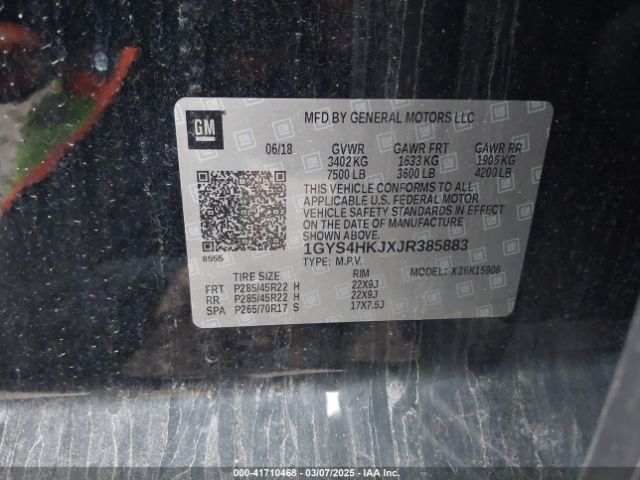 GM
MFD BY GENERAL MOTORS LLC
06/18 GVWR GAWR FRT GAWR RR
3402 KG 1633 KG 1905 KG
7500 LB 3600 LB 4200 LB
THIS VEHICLE CONFORMS TO ALL
APPLICABLE U.S. FEDERAL MOTOR
VEHICLE SAFETY STANDARDS IN EFFECT
ON THE DATE OF MANUFACTURE
SHOWN ABOVE.
1GYS4HKJXJR385883
8555 TYPE: M.P.V.
TIRE SIZE RIM MODEL: X36K15906
FRT P285/45R22 H 22X9J
RR P285/45R22 H 22X9J
SPA P265/70R17 S 17X7.5J
000-41710468 — 03/07/2025 — IAA Inc.